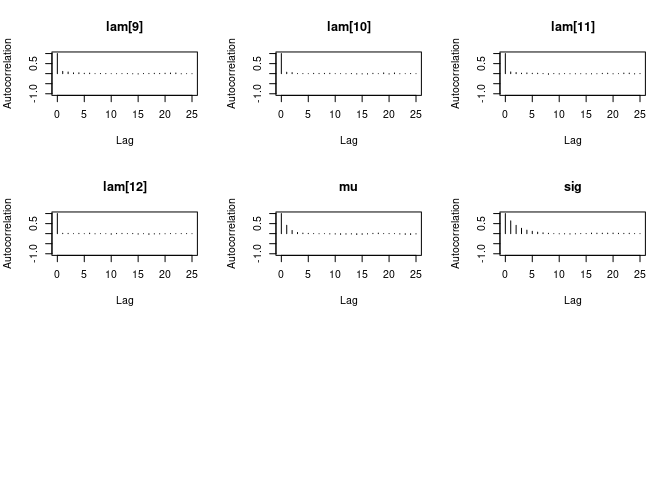 lam[9] lam[10] lam[11]
Autocorrelation Autocorrelation Autocorrelation
0.5 0.5 0.5
-1.0 -1.0 -1.0
0 5 10 15 20 25 0 5 10 15 20 25 0 5 10 15 20 25
Lag Lag Lag
lam[12] mu sig
Autocorrelation Autocorrelation Autocorrelation
0.5 0.5 0.5
-1.0 -1.0 -1.0
0 5 10 15 20 25 0 5 10 15 20 25 0 5 10 15 20 25
Lag Lag Lag